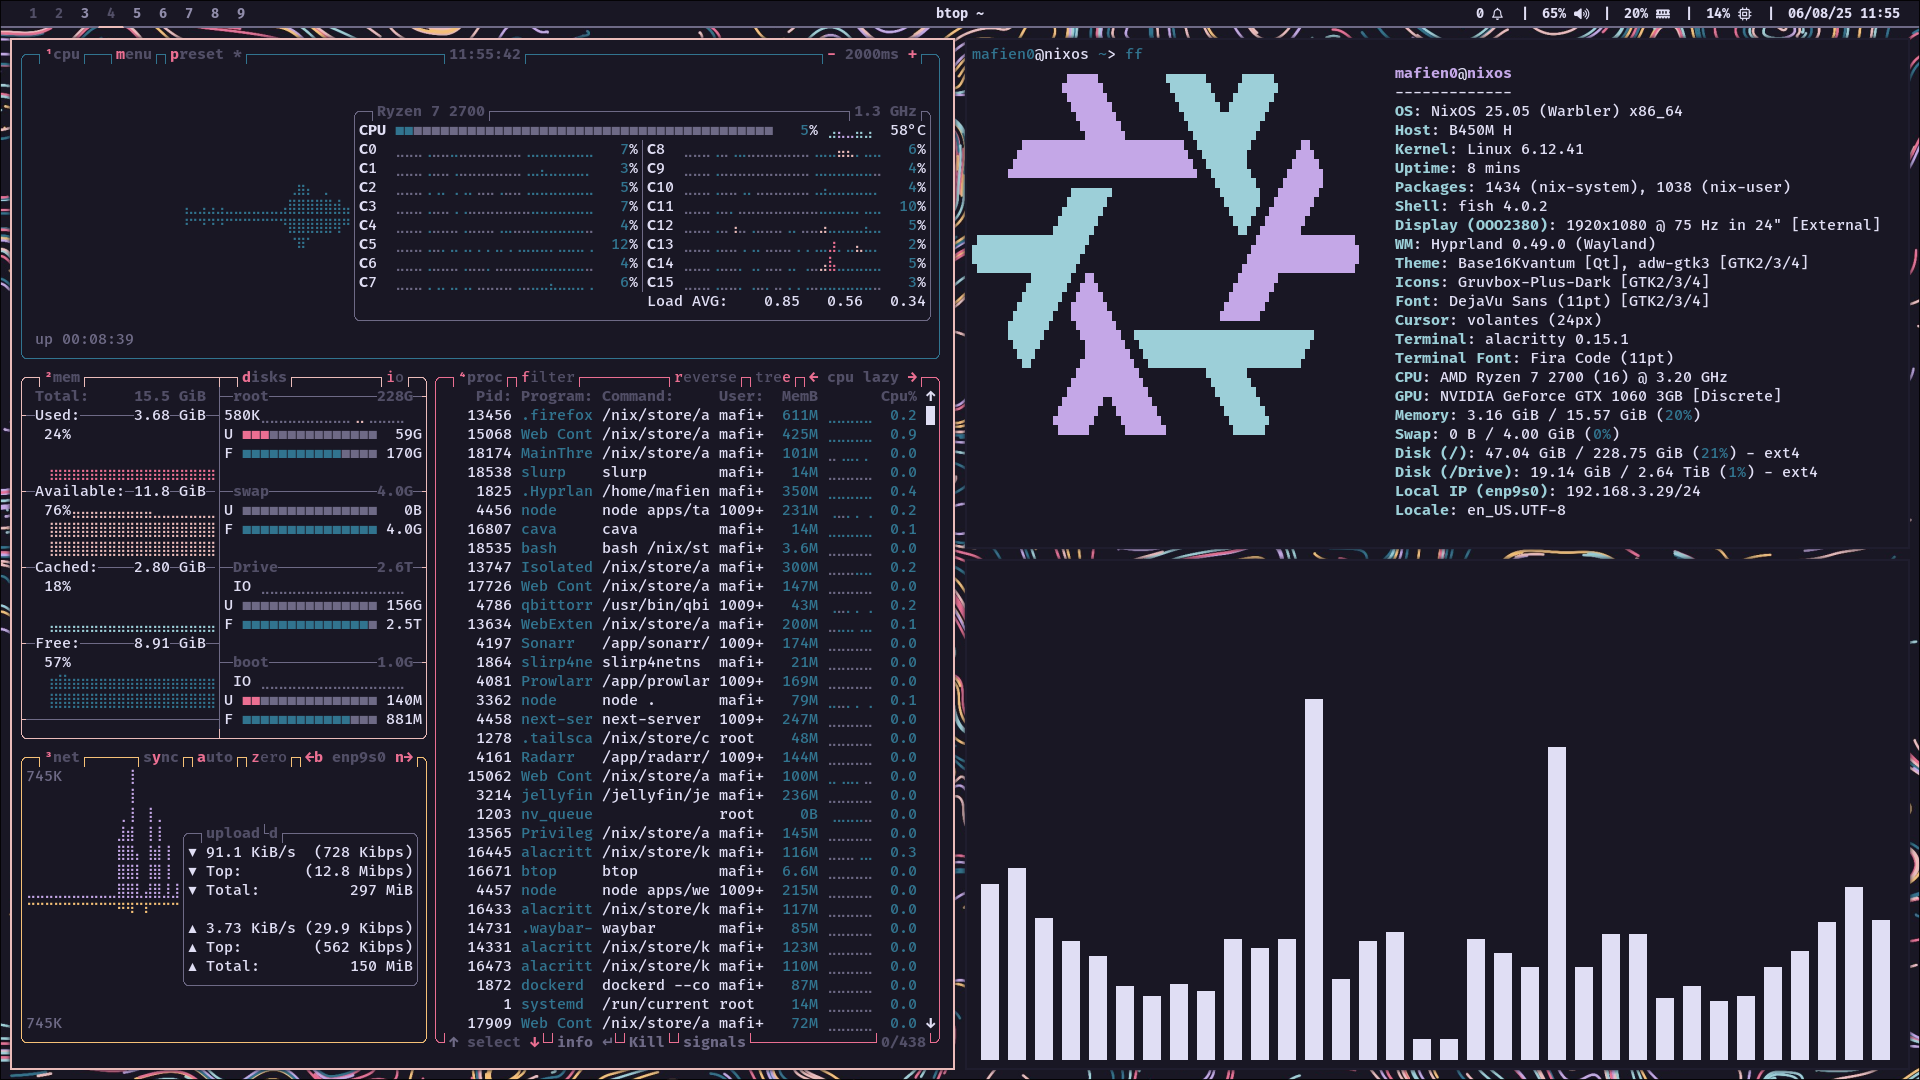 1 2 3 4 5 6 7 8 9
btop ~
0 | 65% | 20% | 14% | 06/08/25 11:55
¹cpu menu preset * 11:55:42 - 2000ms +
Ryzen 7 2700 1.3 GHz
CPU 5% 58°C
C0 7% C8 6%
C1 3% C9 4%
C2 5% C10 4%
C3 7% C11 10%
C4 4% C12 5%
C5 12% C13 2%
C6 4% C14 5%
C7 6% C15 3%
Load AVG: 0.85 0.56 0.34
up 00:08:39
²mem disks io
Total: 15.5 GiB root 228G
Used: 3.68 GiB 580K
24% U 59G
F 170G
Available: 11.8 GiB swap 4.0G
76% U 0B
F 4.0G
Cached: 2.80 GiB Drive 2.6T
18% IO
U 156G
F 2.5T
Free: 8.91 GiB
57% boot 1.0G
IO
U 140M
F 881M
³net sync auto zero ←b enp9s0 n→
745K
upload d
▼ 91.1 KiB/s (728 Kibps)
▼ Top: (12.8 Mibps)
▼ Total: 297 MiB
▲ 3.73 KiB/s (29.9 Kibps)
▲ Top: (562 Kibps)
▲ Total: 150 MiB
745K
⁴proc filter reverse tree ← cpu lazy →
Pid: Program: Command: User: MemB Cpu% ↑
13456 .firefox /nix/store/a mafi+ 611M 0.2
15068 Web Cont /nix/store/a mafi+ 425M 0.9
18174 MainThre /nix/store/a mafi+ 101M 0.0
18538 slurp slurp mafi+ 14M 0.0
1825 .Hyprlan /home/mafien mafi+ 350M 0.4
4456 node node apps/ta 1009+ 231M 0.2
16807 cava cava mafi+ 14M 0.1
18535 bash bash /nix/st mafi+ 3.6M 0.0
13747 Isolated /nix/store/a mafi+ 300M 0.2
17726 Web Cont /nix/store/a mafi+ 147M 0.0
4786 qbittorr /usr/bin/qbi 1009+ 43M 0.2
13634 WebExten /nix/store/a mafi+ 200M 0.1
4197 Sonarr /app/sonarr/ 1009+ 174M 0.0
1864 slirp4ne slirp4netns mafi+ 21M 0.0
4081 Prowlarr /app/prowlar 1009+ 169M 0.0
3362 node node . mafi+ 79M 0.1
4458 next-ser next-server 1009+ 247M 0.0
1278 .tailsca /nix/store/c root 48M 0.0
4161 Radarr /app/radarr/ 1009+ 144M 0.0
15062 Web Cont /nix/store/a mafi+ 100M 0.0
3214 jellyfin /jellyfin/je mafi+ 236M 0.0
1203 nv_queue root 0B 0.0
13565 Privileg /nix/store/a mafi+ 145M 0.0
16445 alacritt /nix/store/k mafi+ 116M 0.3
16671 btop btop mafi+ 6.6M 0.0
4457 node node apps/we 1009+ 215M 0.0
16433 alacritt /nix/store/k mafi+ 117M 0.0
14731 .waybar- waybar mafi+ 85M 0.0
14331 alacritt /nix/store/k mafi+ 123M 0.0
16473 alacritt /nix/store/k mafi+ 110M 0.0
1872 dockerd dockerd --co mafi+ 87M 0.0
1 systemd /run/current root 14M 0.0
17909 Web Cont /nix/store/a mafi+ 72M 0.0 ↓
↑ select ↓ info ↵ Kill signals 0/438
mafien0@nixos ~> ff
mafien0@nixos
-------------
OS: NixOS 25.05 (Warbler) x86_64
Host: B450M H
Kernel: Linux 6.12.41
Uptime: 8 mins
Packages: 1434 (nix-system), 1038 (nix-user)
Shell: fish 4.0.2
Display (OOO2380): 1920x1080 @ 75 Hz in 24" [External]
WM: Hyprland 0.49.0 (Wayland)
Theme: Base16Kvantum [Qt], adw-gtk3 [GTK2/3/4]
Icons: Gruvbox-Plus-Dark [GTK2/3/4]
Font: DejaVu Sans (11pt) [GTK2/3/4]
Cursor: volantes (24px)
Terminal: alacritty 0.15.1
Terminal Font: Fira Code (11pt)
CPU: AMD Ryzen 7 2700 (16) @ 3.20 GHz
GPU: NVIDIA GeForce GTX 1060 3GB [Discrete]
Memory: 3.16 GiB / 15.57 GiB (20%)
Swap: 0 B / 4.00 GiB (0%)
Disk (/): 47.04 GiB / 228.75 GiB (21%) - ext4
Disk (/Drive): 19.14 GiB / 2.64 TiB (1%) - ext4
Local IP (enp9s0): 192.168.3.29/24
Locale: en_US.UTF-8